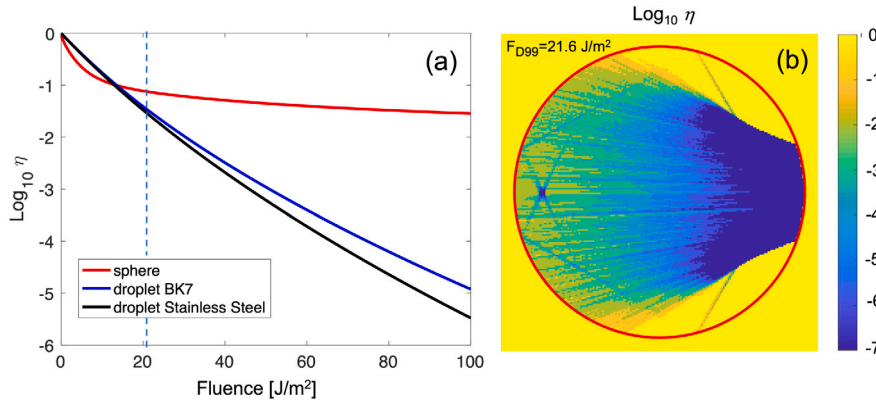 (a)
0
-1
-2
-3
-4
-5
-6
Log₁₀ η
sphere
droplet BK7
droplet Stainless Steel
0
20
40
60
80
100
Fluence [J/m²]
Log₁₀ η
F_D99=21.6 J/m²
(b)
0
-1
-2
-3
-4
-5
-6
-7